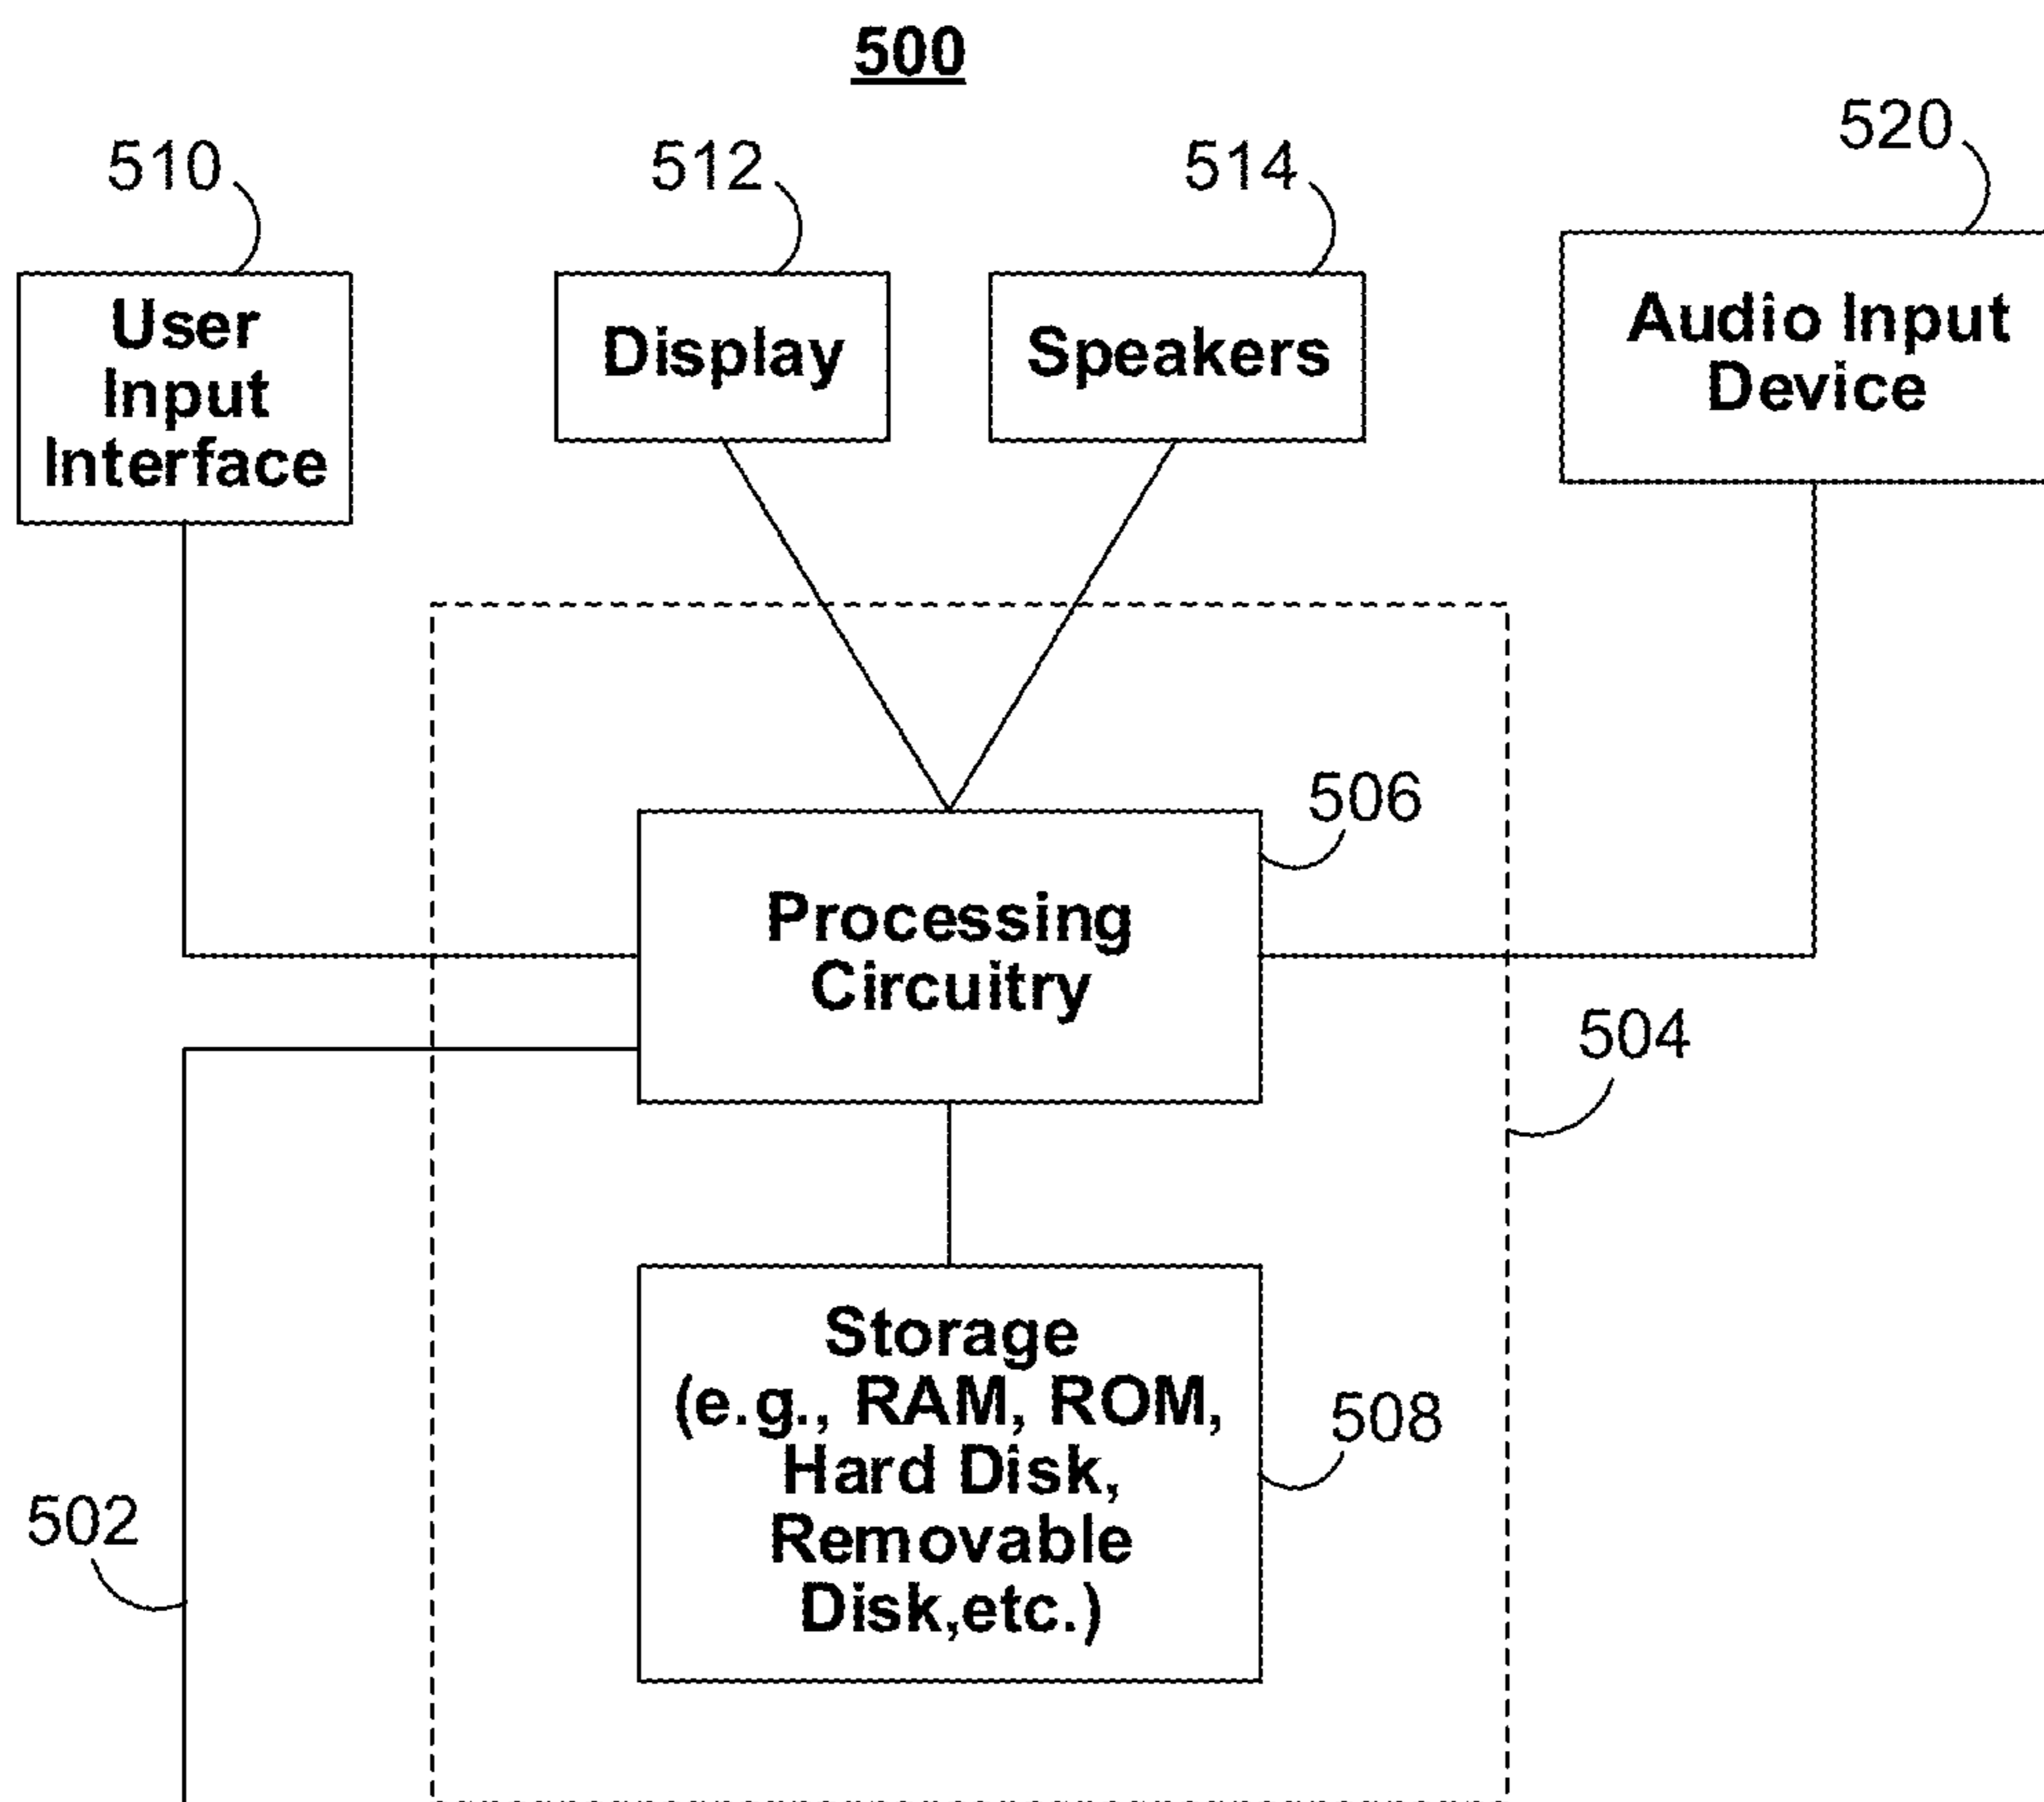 500
510
512
514
520
User
Input
Interface
Display
Speakers
Audio Input
Device
506
Processing
Circuitry
504
Storage
(e.g., RAM, ROM,
Hard Disk,
Removable
Disk,etc.)
508
502